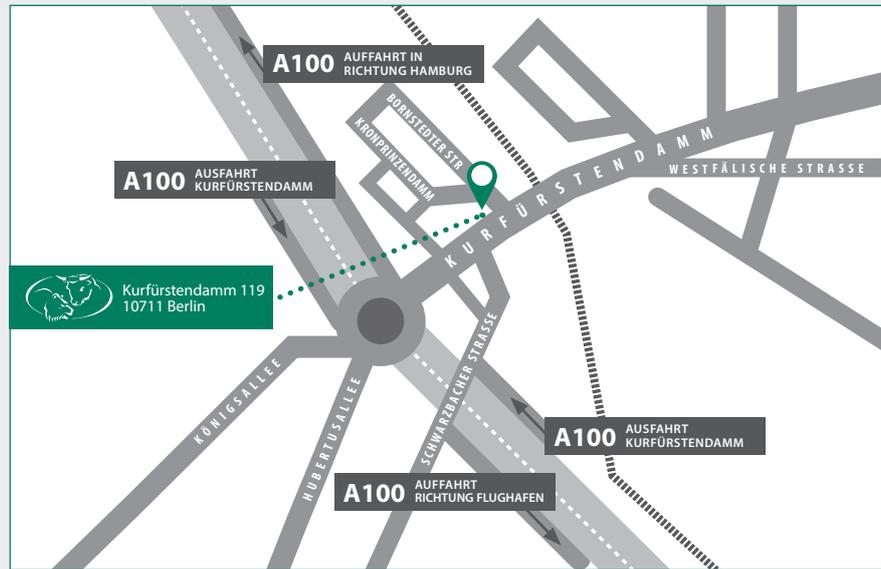 A100 AUFFAHRT IN
RICHTUNG HAMBURG
BORNSTEDTER STR
KRONPRINZENDAMM
KURFÜRSTENDAMM
WESTFÄLISCHE STRASSE
A100 AUSFAHRT
KURFÜRSTENDAMM
Kurfürstendamm 119
10711 Berlin
KÖNIGSALLEE
HUBERTUSALLEE
SCHWARZBACHER STRASSE
A100 AUSFAHRT
KURFÜRSTENDAMM
A100 AUFFAHRT
RICHTUNG FLUGHAFEN